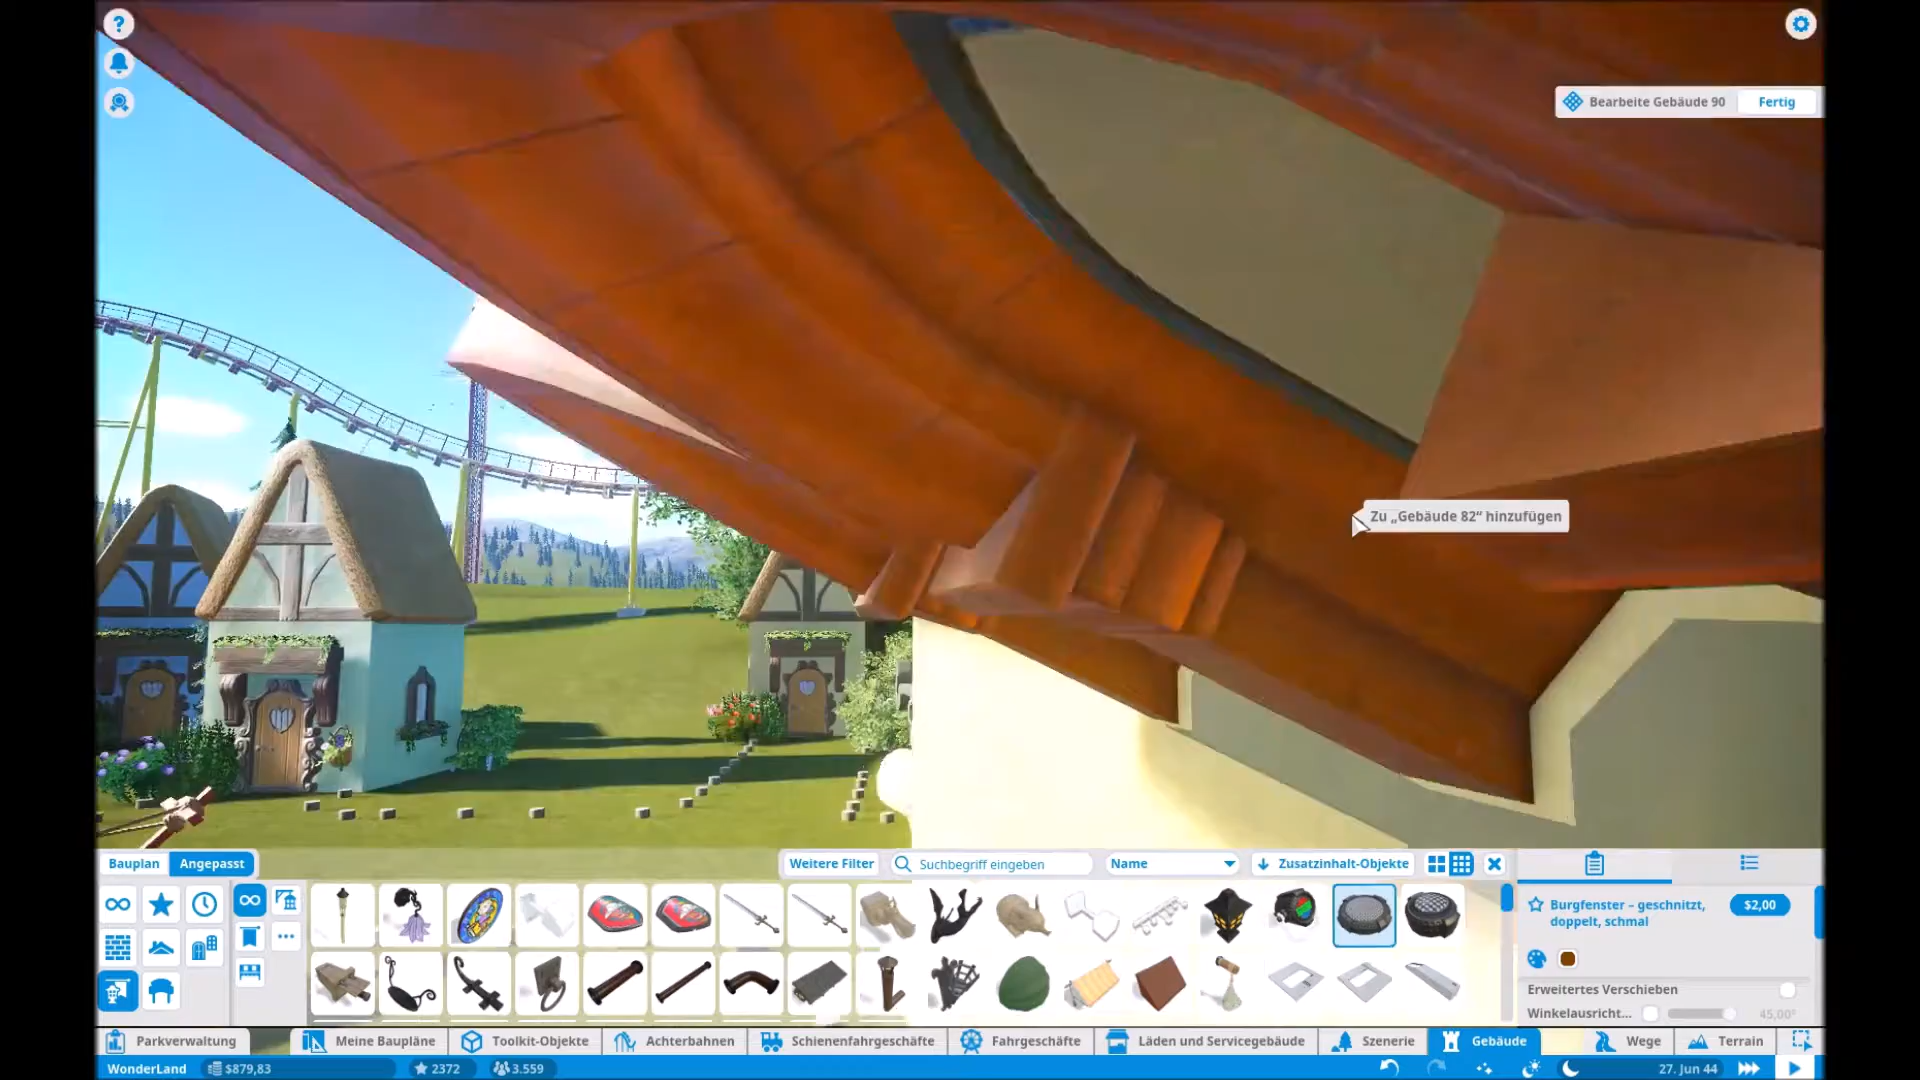 ?
Bearbeite Gebäude 90
Fertig
Zu „Gebäude 82“ hinzufügen
Bauplan
Angepasst
Weitere Filter
Suchbegriff eingeben
Name
Zusatzinhalt-Objekte
Burgfenster – geschnitzt,
doppelt, schmal
$2,00
Erweitertes Verschieben
Winkelausricht...
45,00°
Parkverwaltung
Meine Baupläne
Toolkit-Objekte
Achterbahnen
Schienenfahrgeschäfte
Fahrgeschäfte
Läden und Servicegebäude
Szenerie
Gebäude
Wege
Terrain
WonderLand
$879,83
2372
3.559
27. Jun 44